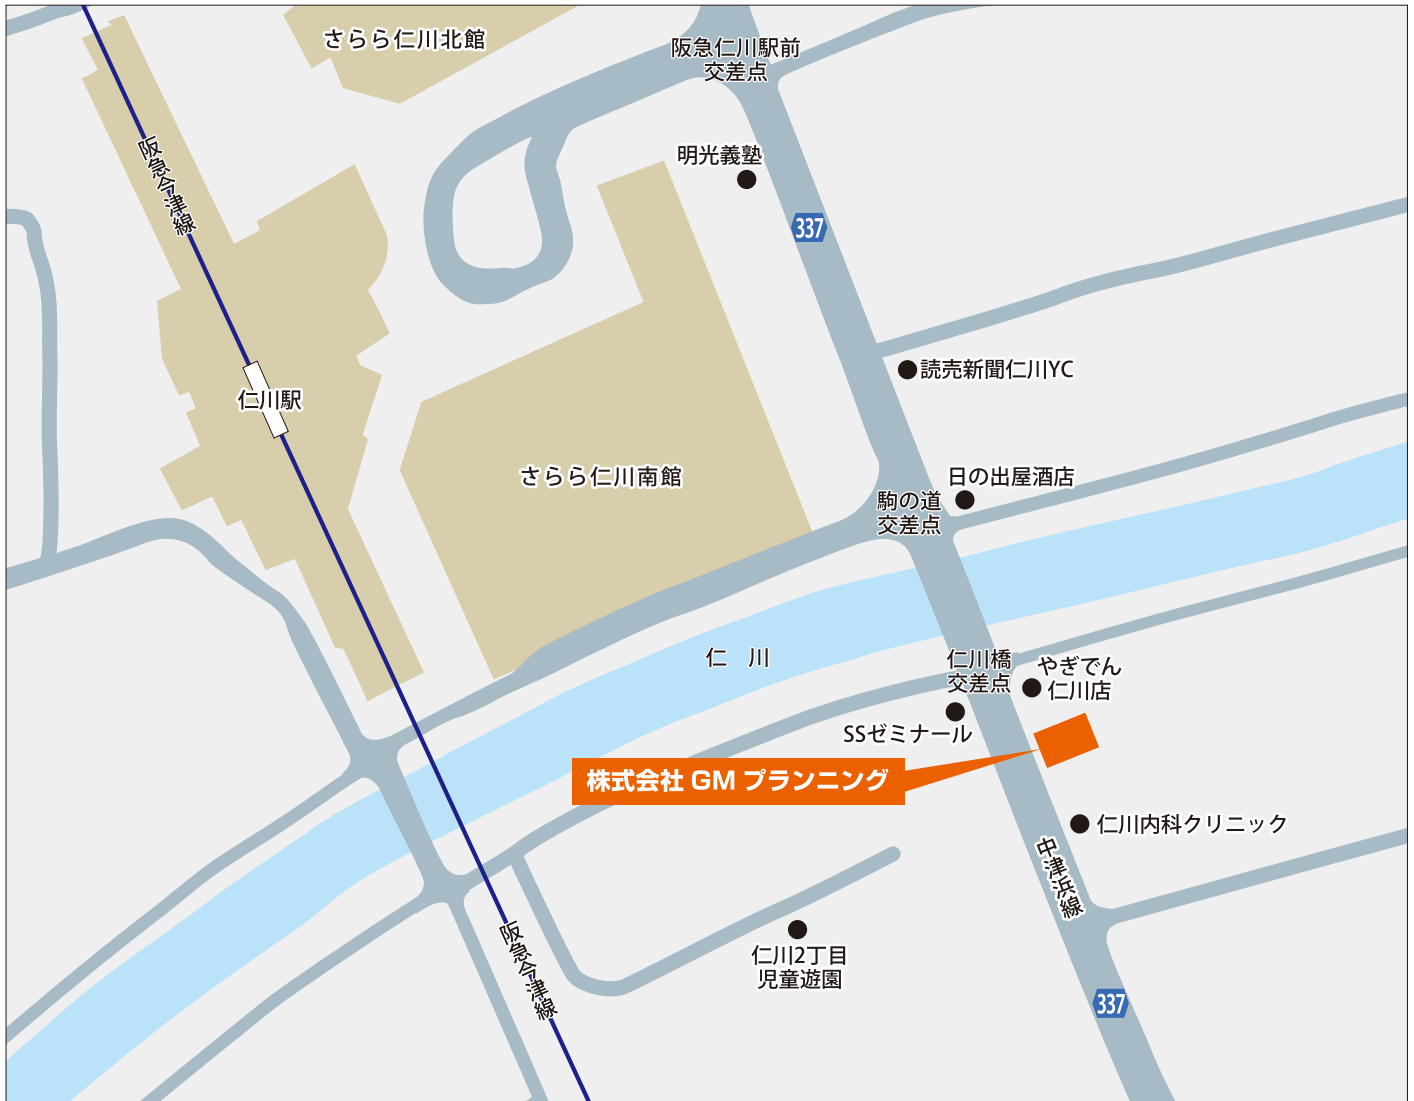 さらら仁川北館
阪急仁川駅前
交差点
阪急今津線
明光義塾
337
読売新聞仁川YC
仁川駅
さらら仁川南館
日の出屋酒店
駒の道
交差点
仁川
仁川橋
交差点
やぎでん
仁川店
SSゼミナール
株式会社 GM プランニング
仁川内科クリニック
中津浜線
阪急今津線
仁川2丁目
児童遊園
337